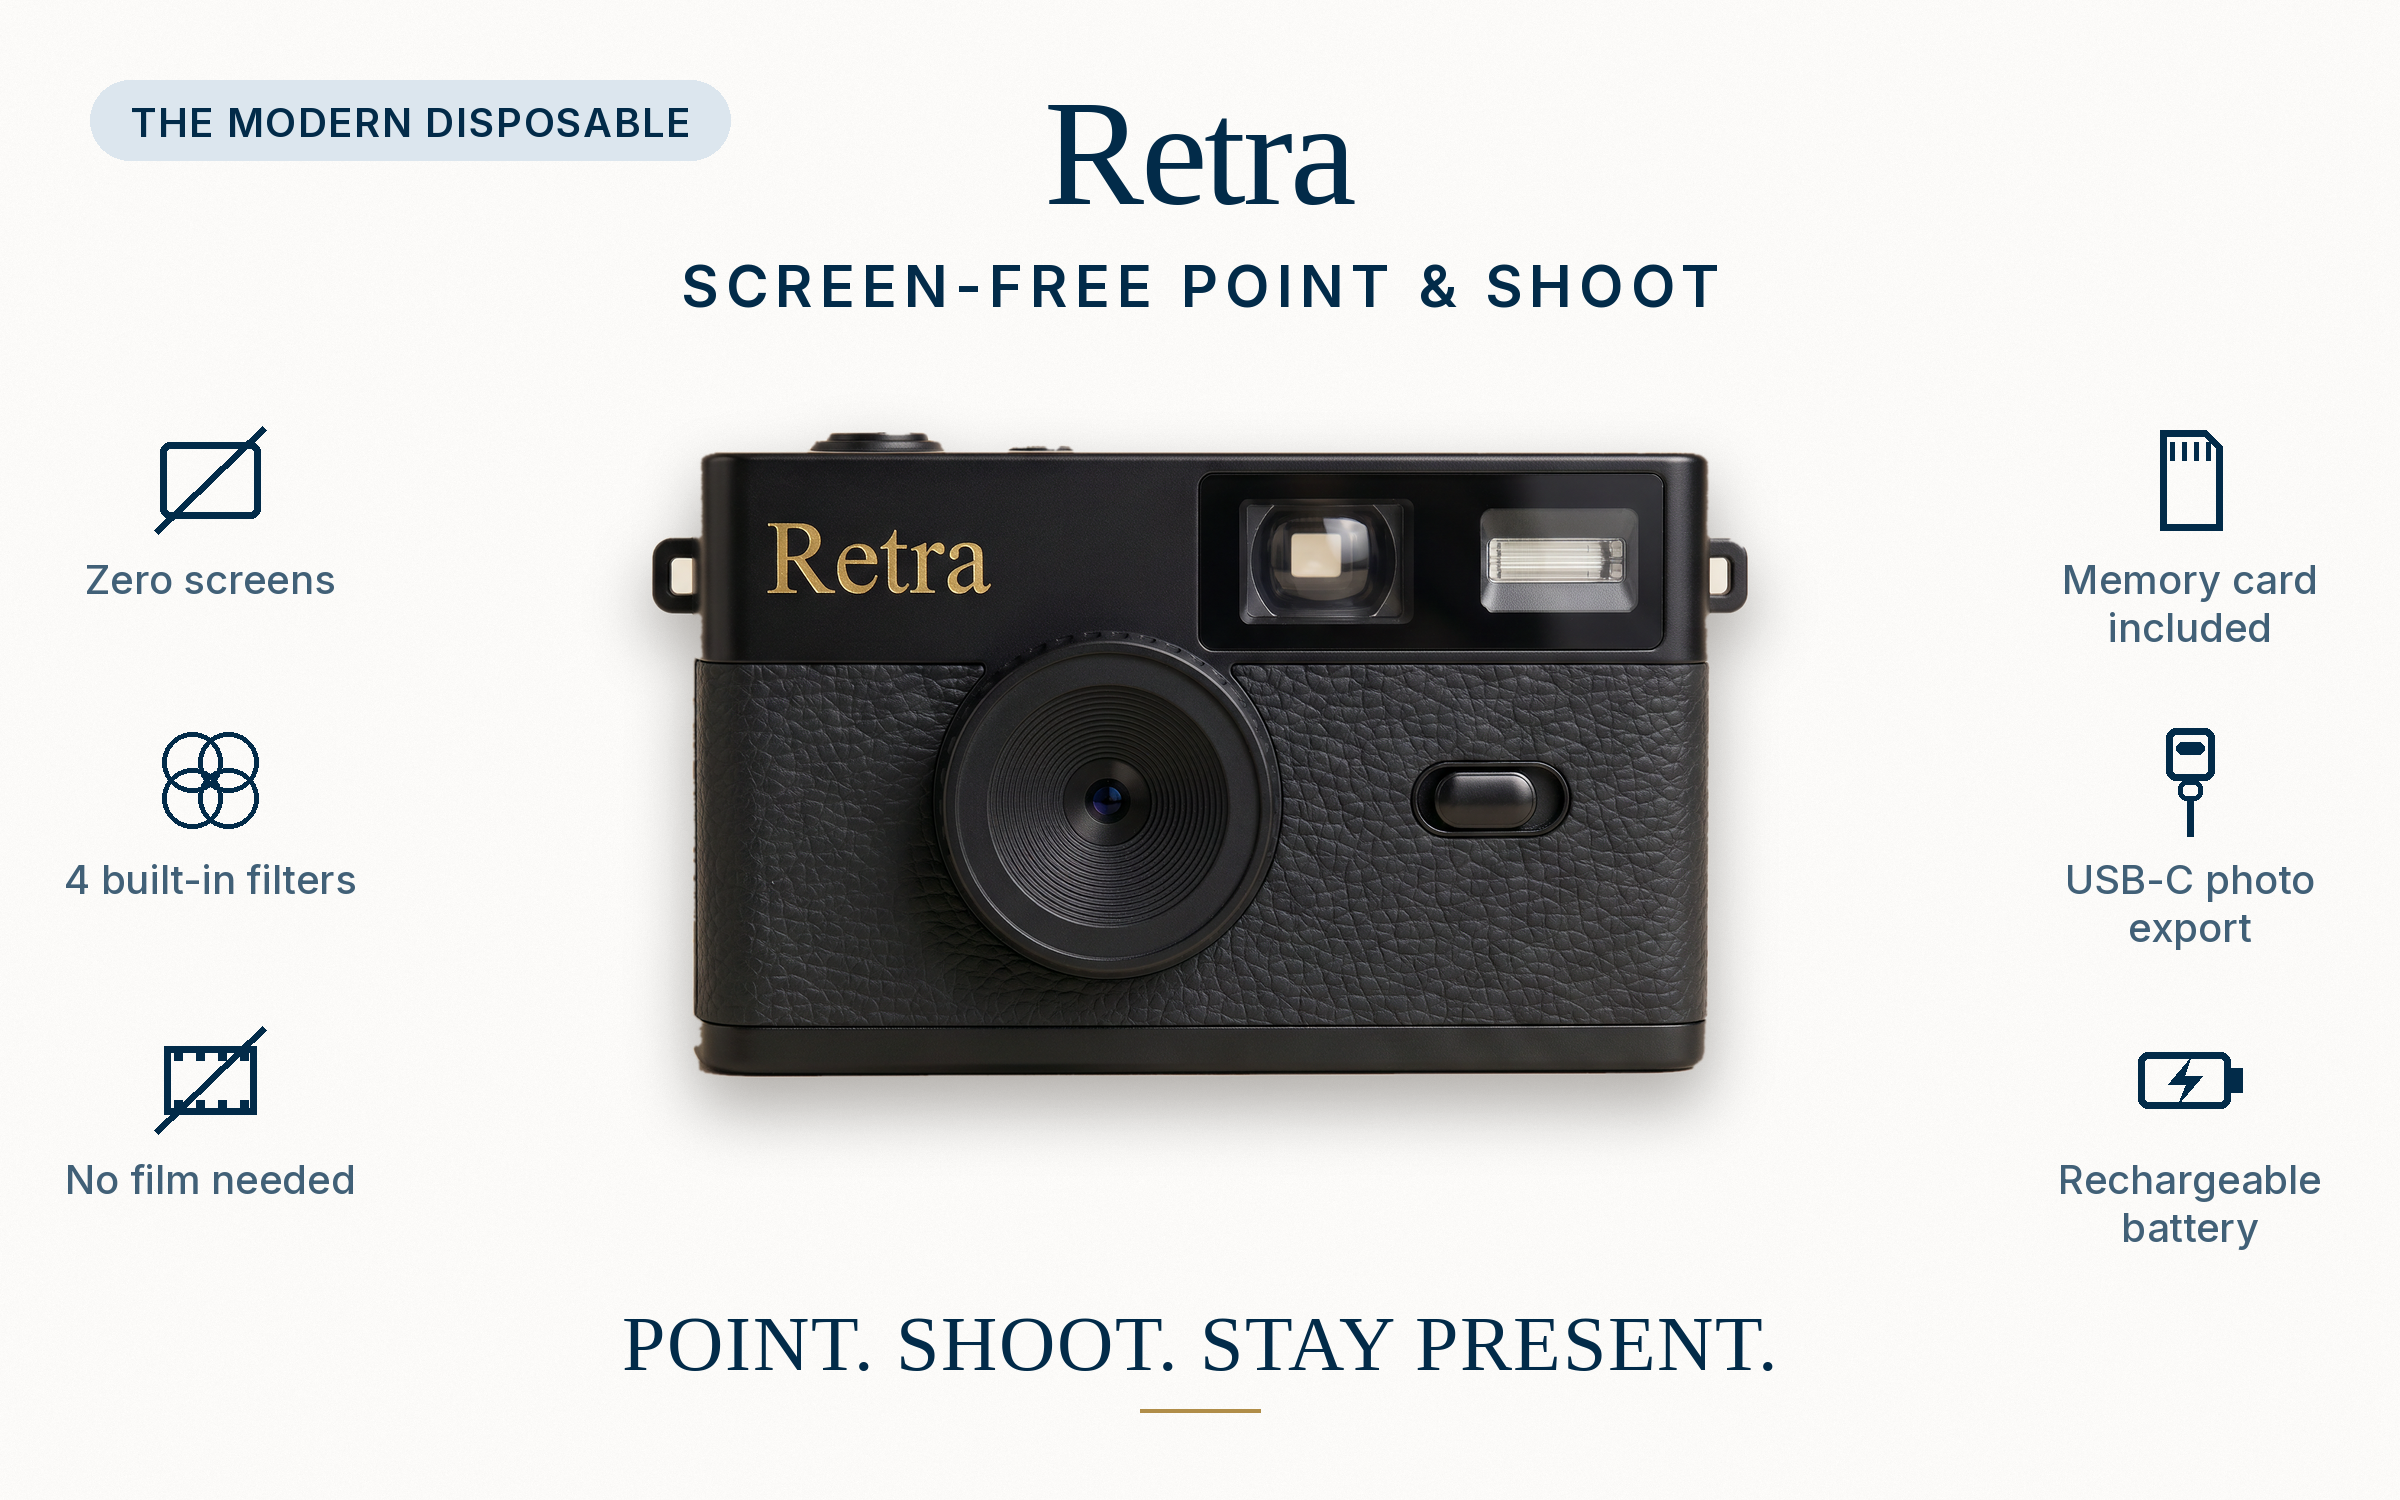 THE MODERN DISPOSABLE
Retra
SCREEN-FREE POINT & SHOOT
Retra
Zero screens
4 built-in filters
No film needed
Memory card
included
USB-C photo
export
Rechargeable
battery
POINT. SHOOT. STAY PRESENT.